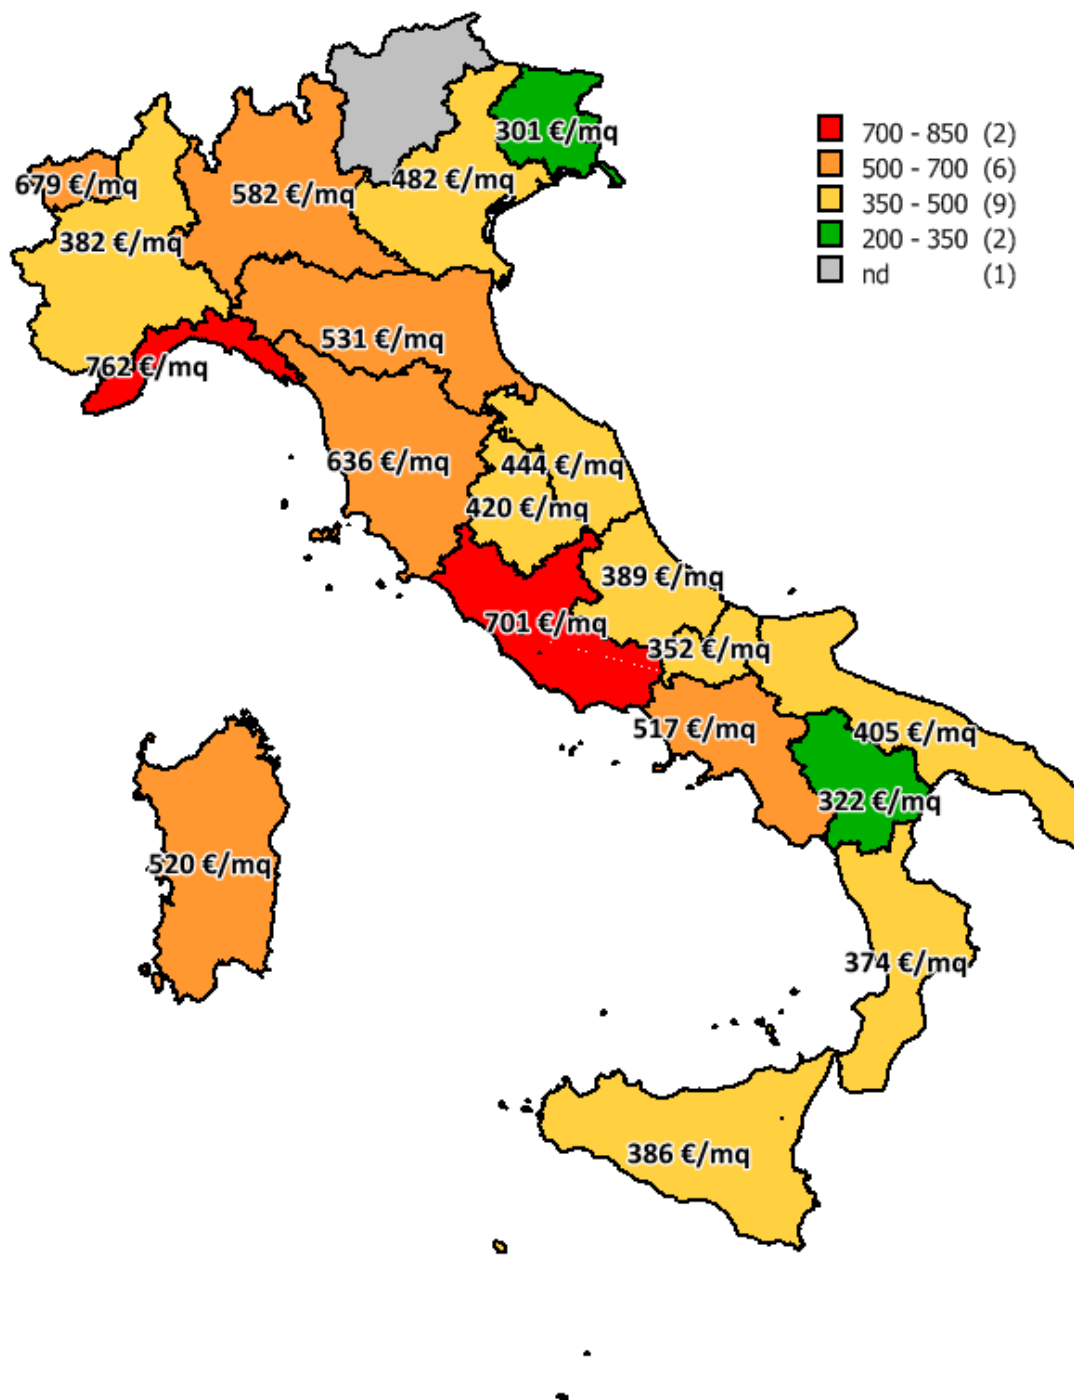 301 €/mq
700 - 850 (2)
500 - 700 (6)
350 - 500 (9)
200 - 350 (2)
nd (1)
679 €/mq
582 €/mq
482 €/mq
382 €/mq
531 €/mq
762 €/mq
636 €/mq
444 €/mq
420 €/mq
389 €/mq
701 €/mq
352 €/mq
517 €/mq
405 €/mq
322 €/mq
520 €/mq
374 €/mq
386 €/mq